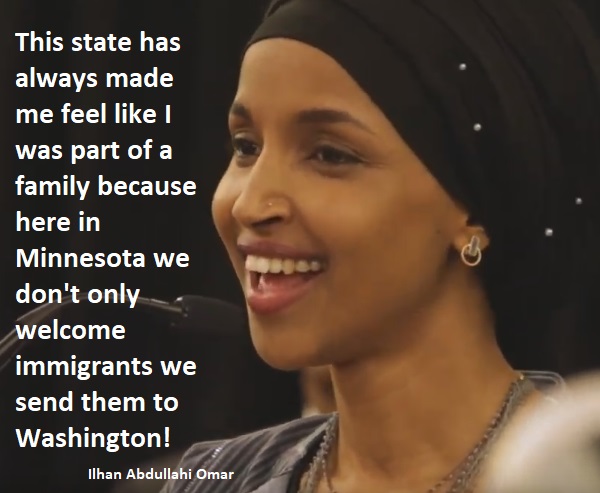 This state has
always made
me feel like I
was part of a
family because
here in
Minnesota we
don't only
welcome
immigrants we
send them to
Washington!
Ilhan Abdullahi Omar